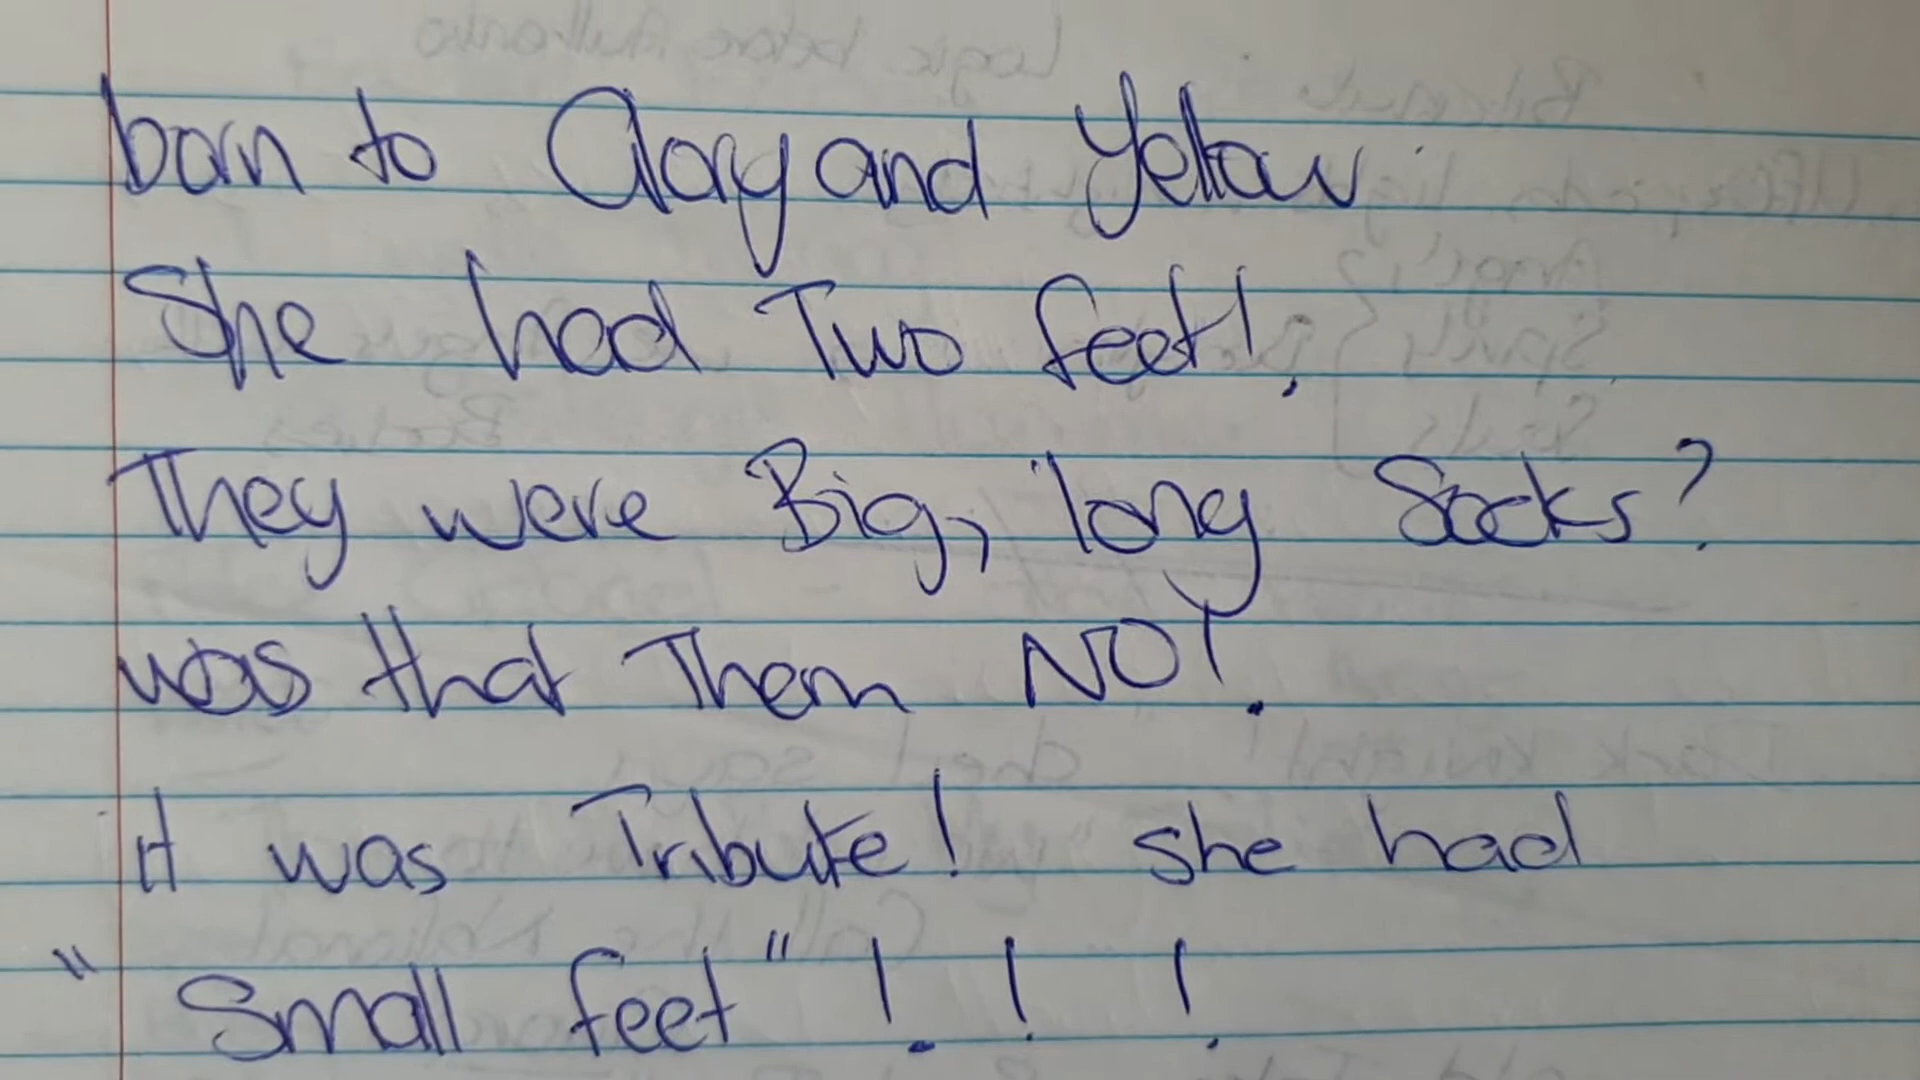 born to Glory and Yellow
She had Two feet!
They were Big, long Socks?
was that Them NO!
it was Tribute! she had
"Small feet" ! ! !